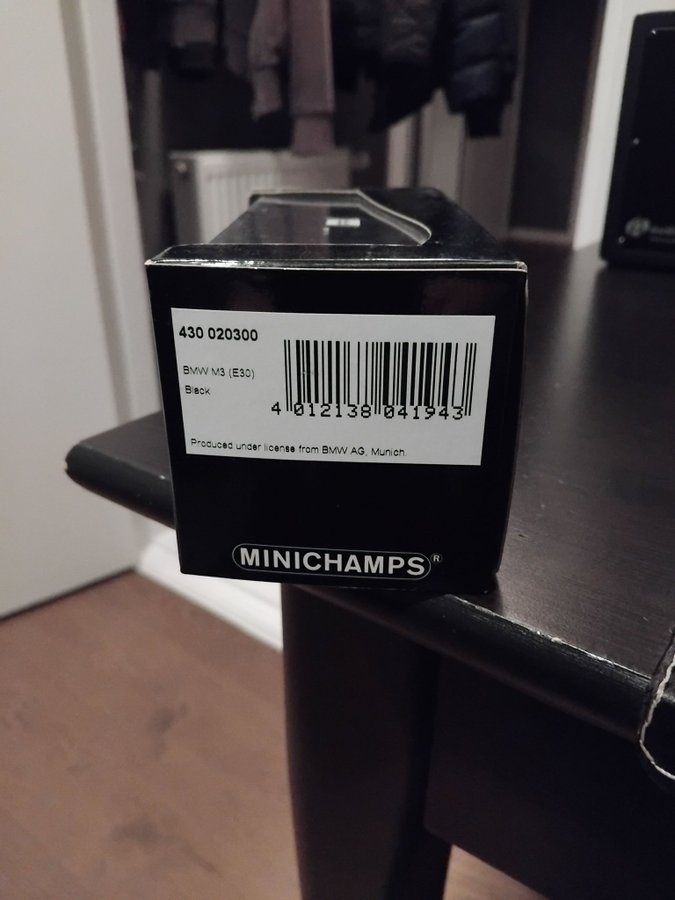 430 020300
BMW M3 (E30)
Black
4 012138 041943
Produced under license from BMW AG, Munich.
MINICHAMPS®